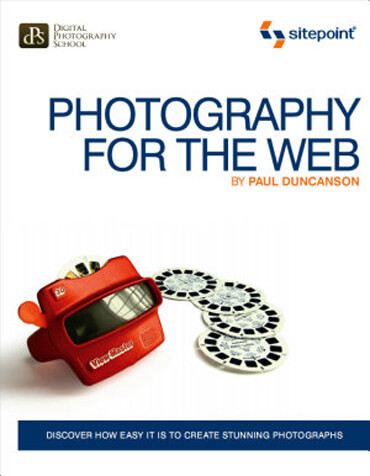 dPS
DIGITAL
PHOTOGRAPHY
SCHOOL
sitepoint®
PHOTOGRAPHY
FOR THE WEB
BY PAUL DUNCANSON
3D
View-Master
DISCOVER HOW EASY IT IS TO CREATE STUNNING PHOTOGRAPHS